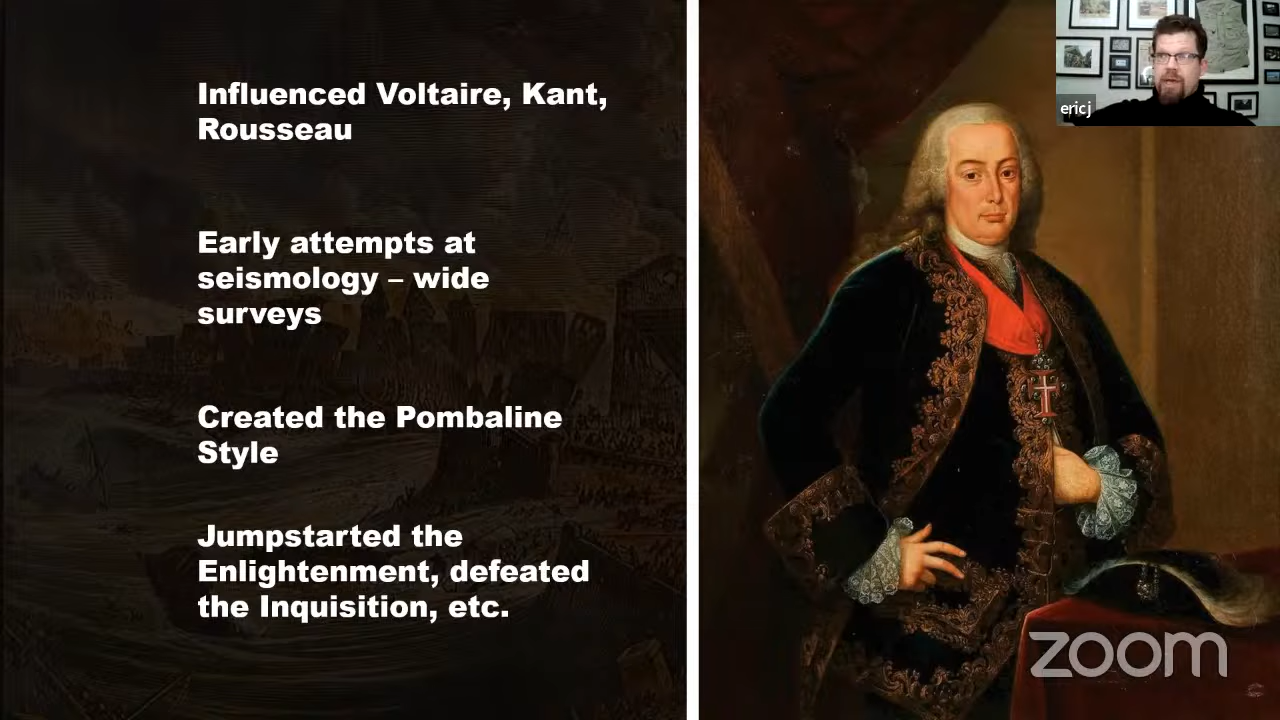 Influenced Voltaire, Kant,
Rousseau
Early attempts at
seismology – wide
surveys
Created the Pombaline
Style
Jumpstarted the
Enlightenment, defeated
the Inquisition, etc.
eric j
zoom